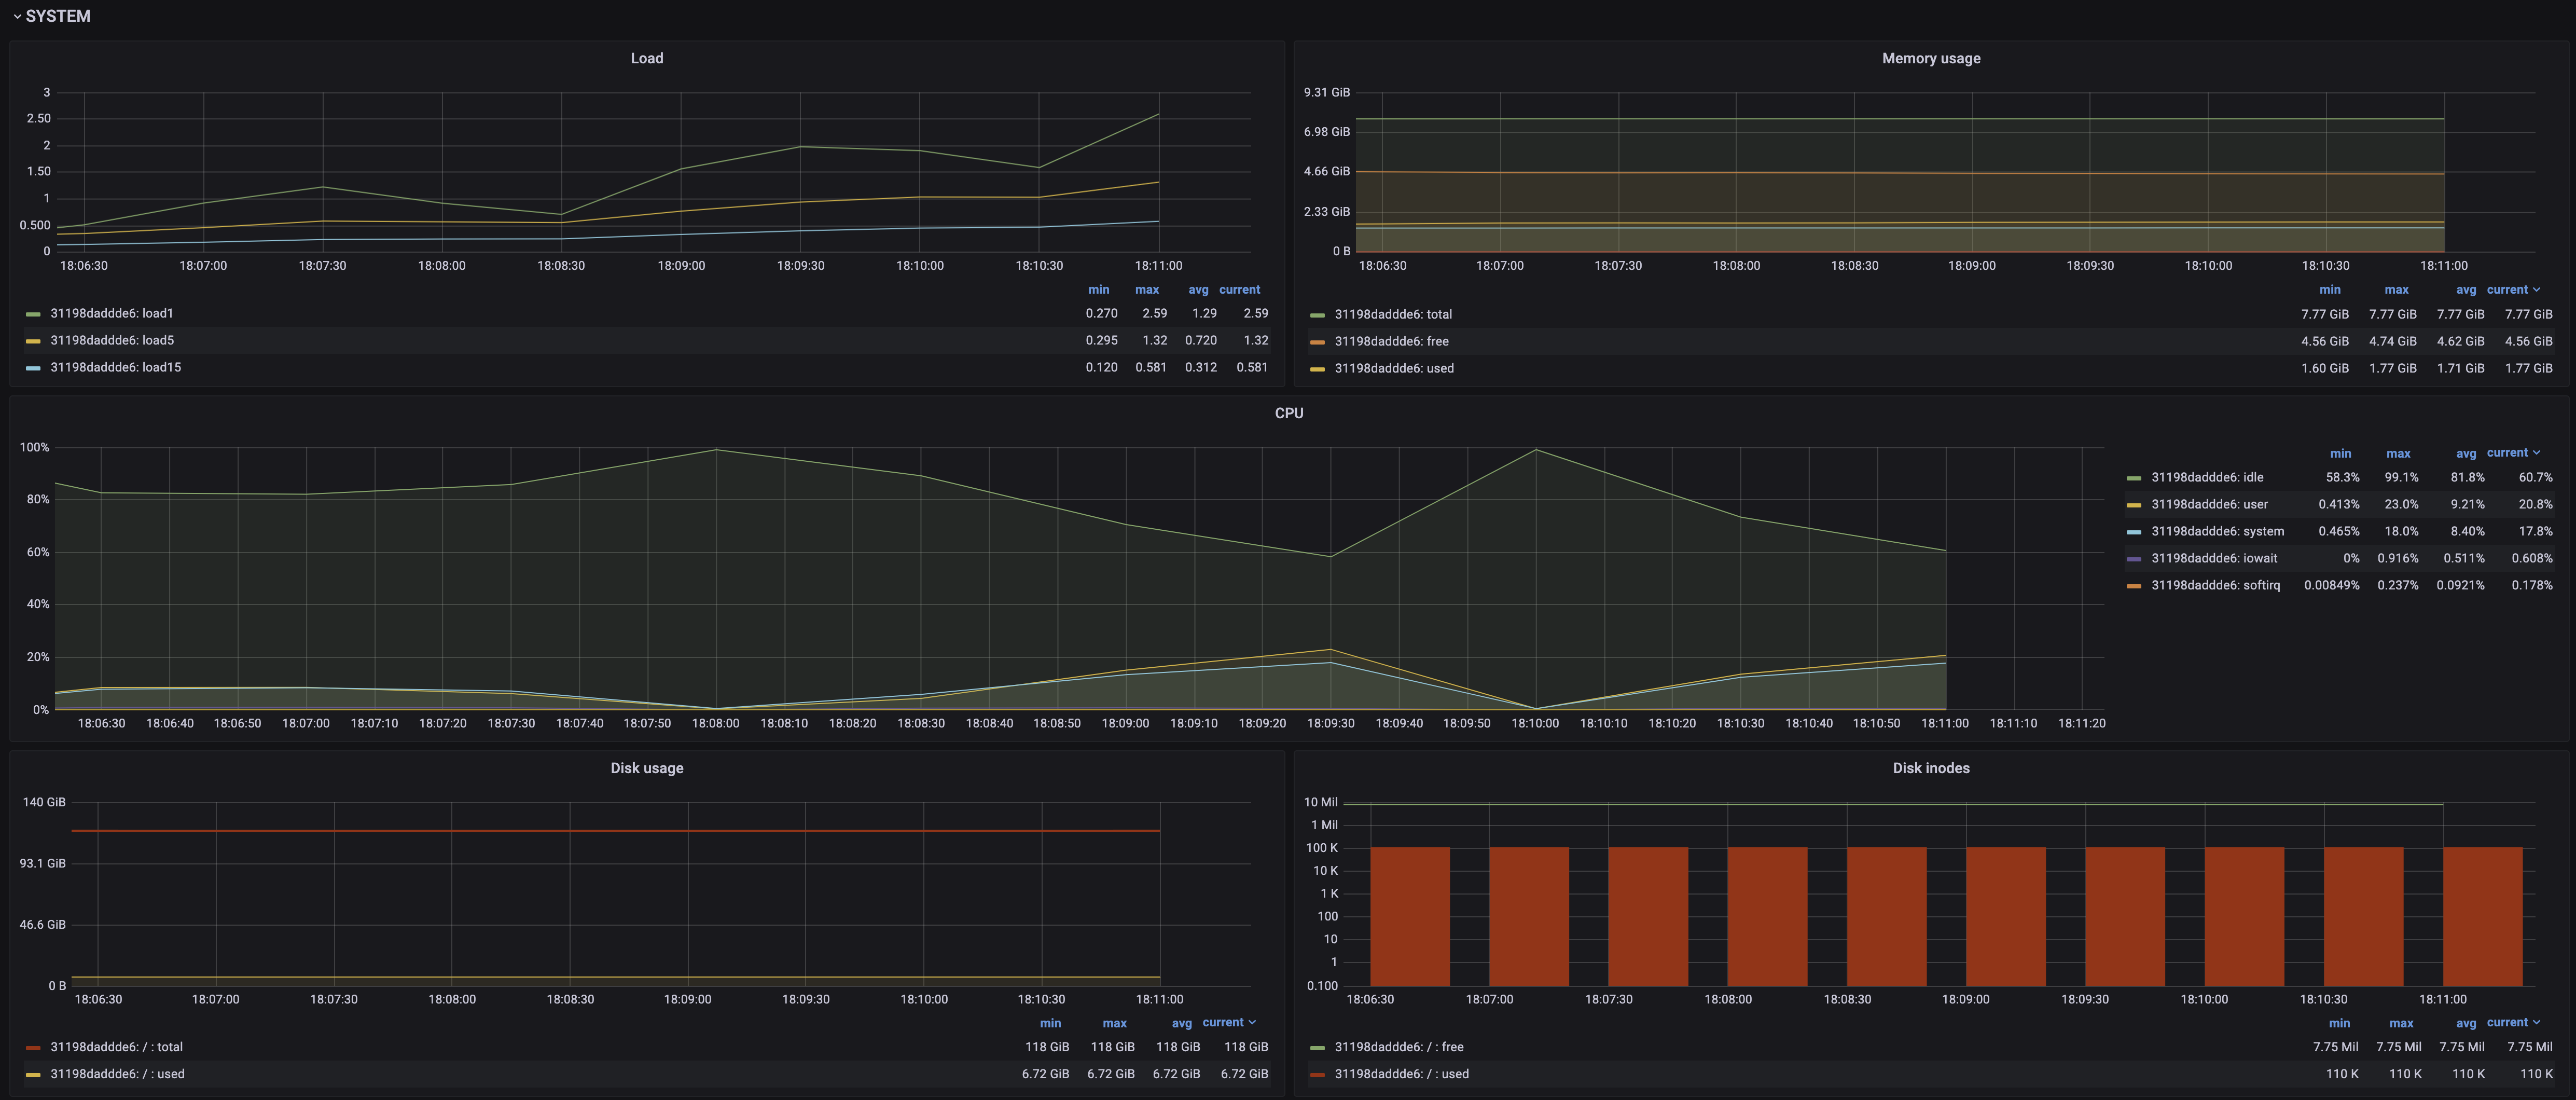 SYSTEM
Load
3
2.50
2
1.50
1
0.500
0
18:06:30 18:07:00 18:07:30 18:08:00 18:08:30 18:09:00 18:09:30 18:10:00 18:10:30 18:11:00
min max avg current
31198daddde6: load1 0.270 2.59 1.29 2.59
31198daddde6: load5 0.295 1.32 0.720 1.32
31198daddde6: load15 0.120 0.581 0.312 0.581
Memory usage
9.31 GiB
6.98 GiB
4.66 GiB
2.33 GiB
0 B
18:06:30 18:07:00 18:07:30 18:08:00 18:08:30 18:09:00 18:09:30 18:10:00 18:10:30 18:11:00
min max avg current
31198daddde6: total 7.77 GiB 7.77 GiB 7.77 GiB 7.77 GiB
31198daddde6: free 4.56 GiB 4.74 GiB 4.62 GiB 4.56 GiB
31198daddde6: used 1.60 GiB 1.77 GiB 1.71 GiB 1.77 GiB
CPU
100%
80%
60%
40%
20%
0%
18:06:30 18:06:40 18:06:50 18:07:00 18:07:10 18:07:20 18:07:30 18:07:40 18:07:50 18:08:00 18:08:10 18:08:20 18:08:30 18:08:40 18:08:50 18:09:00 18:09:10 18:09:20 18:09:30 18:09:40 18:09:50 18:10:00 18:10:10 18:10:20 18:10:30 18:10:40 18:10:50 18:11:00 18:11:10 18:11:20
min max avg current
31198daddde6: idle 58.3% 99.1% 81.8% 60.7%
31198daddde6: user 0.413% 23.0% 9.21% 20.8%
31198daddde6: system 0.465% 18.0% 8.40% 17.8%
31198daddde6: iowait 0% 0.916% 0.511% 0.608%
31198daddde6: softirq 0.00849% 0.237% 0.0921% 0.178%
Disk usage
140 GiB
93.1 GiB
46.6 GiB
0 B
18:06:30 18:07:00 18:07:30 18:08:00 18:08:30 18:09:00 18:09:30 18:10:00 18:10:30 18:11:00
min max avg current
31198daddde6: / : total 118 GiB 118 GiB 118 GiB 118 GiB
31198daddde6: / : used 6.72 GiB 6.72 GiB 6.72 GiB 6.72 GiB
Disk inodes
10 Mil
1 Mil
100 K
10 K
1 K
100
10
1
0.100
18:06:30 18:07:00 18:07:30 18:08:00 18:08:30 18:09:00 18:09:30 18:10:00 18:10:30 18:11:00
min max avg current
31198daddde6: / : free 7.75 Mil 7.75 Mil 7.75 Mil 7.75 Mil
31198daddde6: / : used 110 K 110 K 110 K 110 K